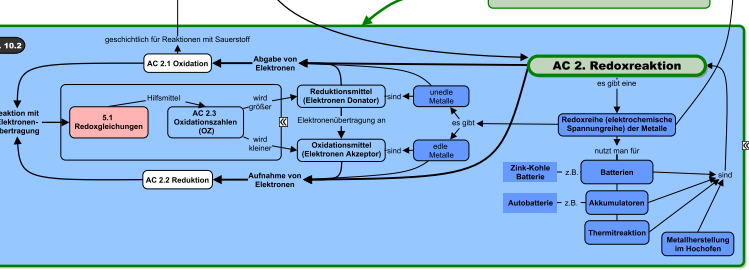 10.2
geschichtlich für Reaktionen mit Sauerstoff
AC 2.1 Oxidation
Abgabe von
Elektronen
AC 2. Redoxreaktion
es gibt eine
Reduktionsmittel
(Elektronen Donator)
sind
unedle
Metalle
Hilfsmittel
wird
größer
5.1
Redoxgleichungen
AC 2.3
Oxidationszahlen
(OZ)
eaktion mit
Elektronen-
bertragung
Elektronenübertragung an
es gibt
Redoxreihe (elektrochemische
Spannungreihe) der Metalle
wird
kleiner
Oxidationsmittel
(Elektronen Akzeptor)
sind
edle
Metalle
nutzt man für
Zink-Kohle
Batterie
z.B.
Batterien
sind
AC 2.2 Reduktion
Aufnahme von
Elektronen
Autobatterie
z.B.
Akkumulatoren
Thermitreaktion
Metallherstellung
im Hochofen